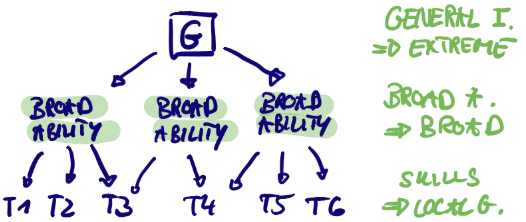 G
GENERAL I.
⇒ EXTREME
BROAD ABILITY
BROAD ABILITY
BROAD ABILITY
BROAD A.
⇒ BROAD
T1 T2 T3 T4 T5 T6
SKILLS
⇒ LOCAL G.